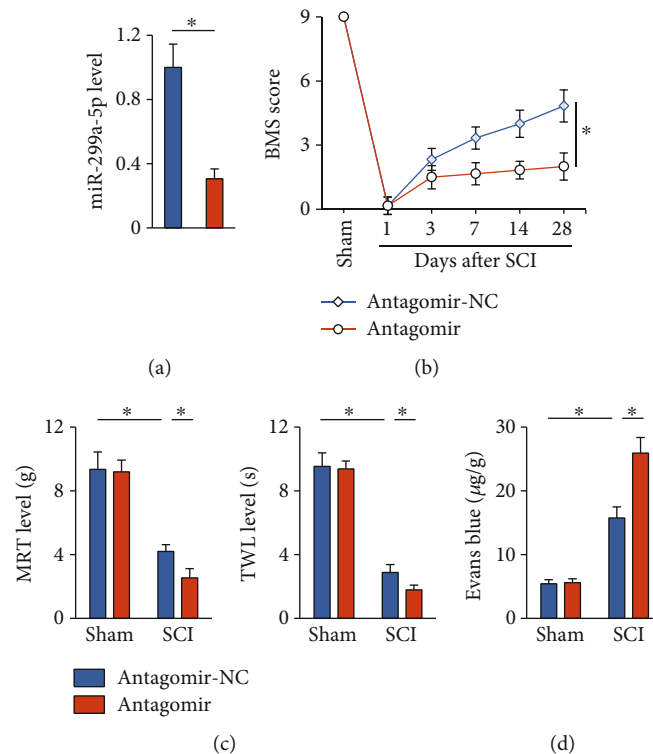 *
1.2
0.8
0.4
0
miR-299a-5p level
(a)
9
6
3
0
BMS score
*
Sham
1 3 7 14 28
Days after SCI
Antagomir-NC
Antagomir
(b)
* *
12
8
4
0
MRT level (g)
Sham SCI
* *
12
8
4
0
TWL level (s)
Sham SCI
Antagomir-NC
Antagomir
(c)
* *
30
20
10
0
Evans blue (μg/g)
Sham SCI
(d)